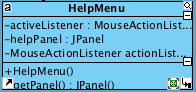 a HelpMenu
-activeListener : MouseActionList...
-helpPanel : JPanel
-MouseActionListener actionList...
+HelpMenu()
getPanel() : JPanel